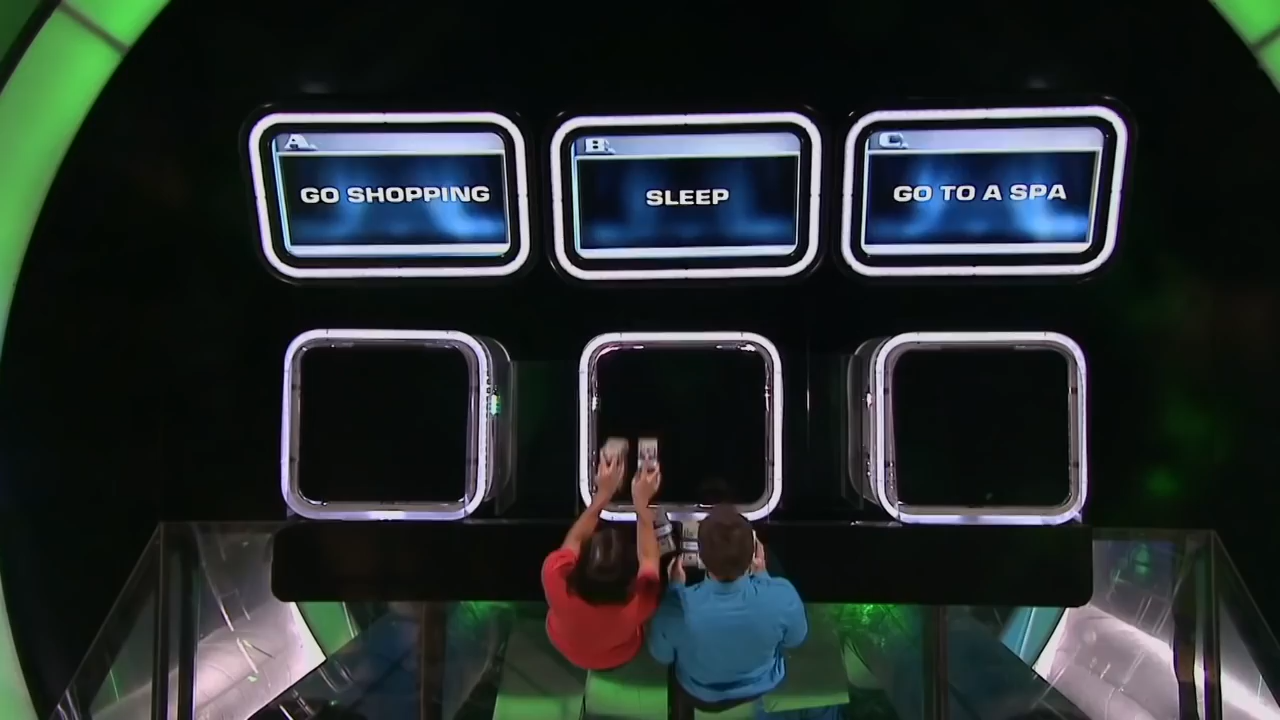 A.
GO SHOPPING
B.
SLEEP
C.
GO TO A SPA